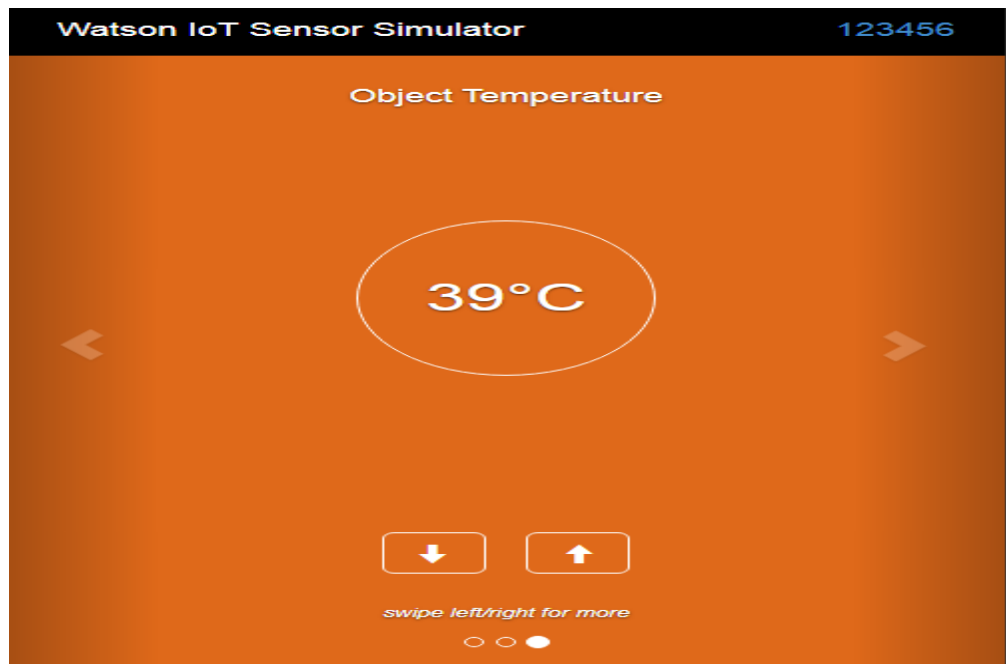 Watson IoT Sensor Simulator 123456
Object Temperature
39°C
swipe left/right for more